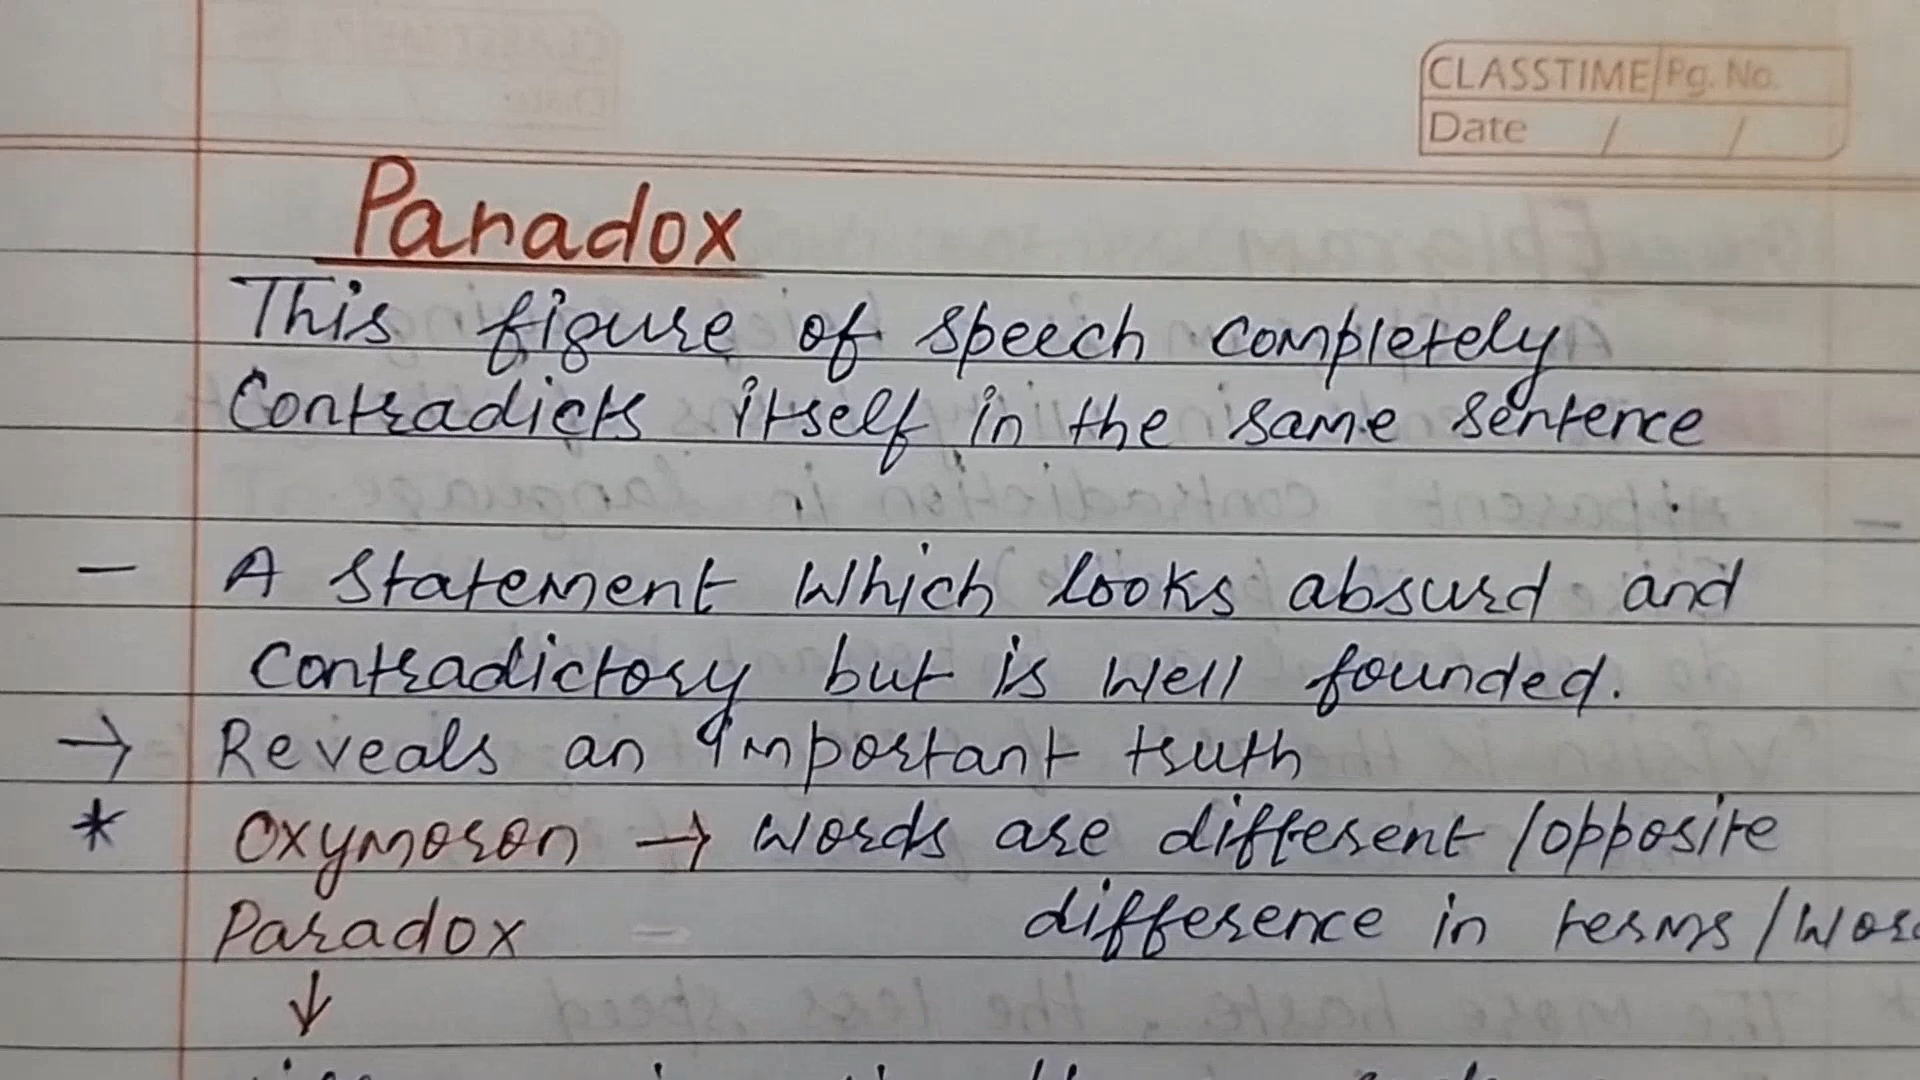 CLASSTIME Pg. No.
Date / /
Paradox
This figure of speech completely
Contradicts itself in the same sentence
- A statement which looks absurd and
contradictory but is well founded.
→ Reveals an important truth
* Oxymoron → words are different / opposite
difference in terms /
Paradox
↓